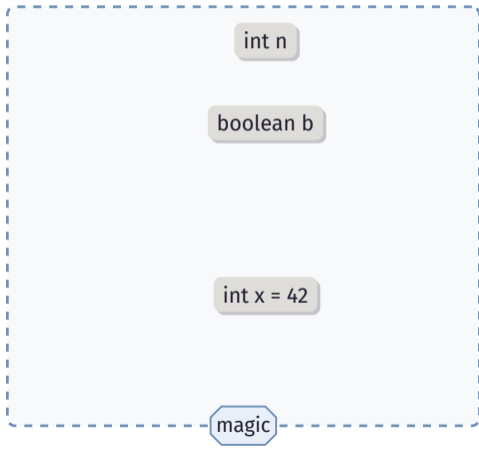 int n
boolean b
int x = 42
magic